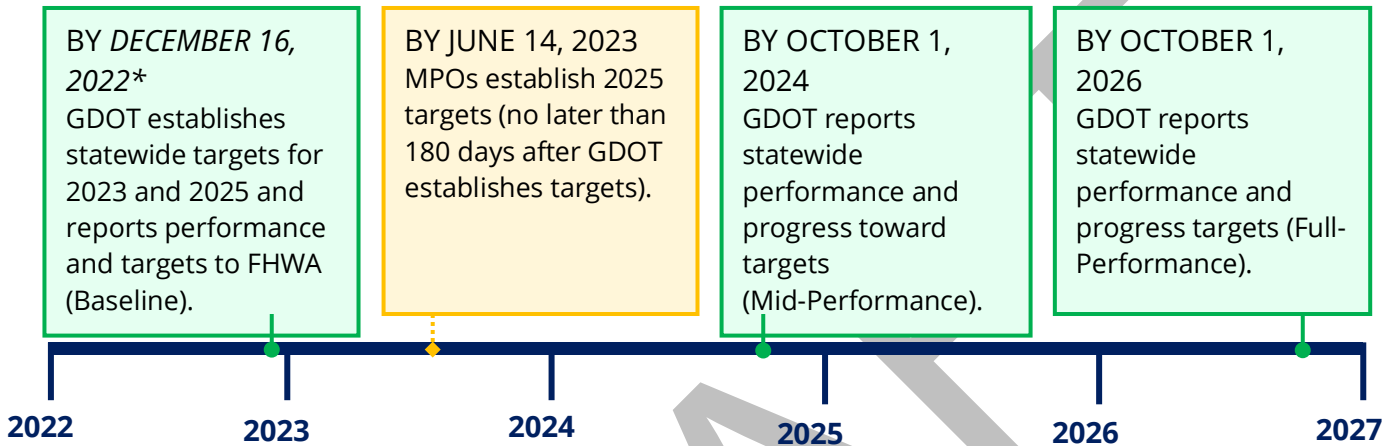 BY DECEMBER 16,
2022*
GDOT establishes
statewide targets for
2023 and 2025 and
reports performance
and targets to FHWA
(Baseline).
BY JUNE 14, 2023
MPOs establish 2025
targets (no later than
180 days after GDOT
establishes targets).
BY OCTOBER 1,
2024
GDOT reports
statewide
performance and
progress toward
targets
(Mid-Performance).
BY OCTOBER 1,
2026
GDOT reports
statewide
performance and
progress targets (Full-
Performance).
2022
2023
2024
2025
2026
2027